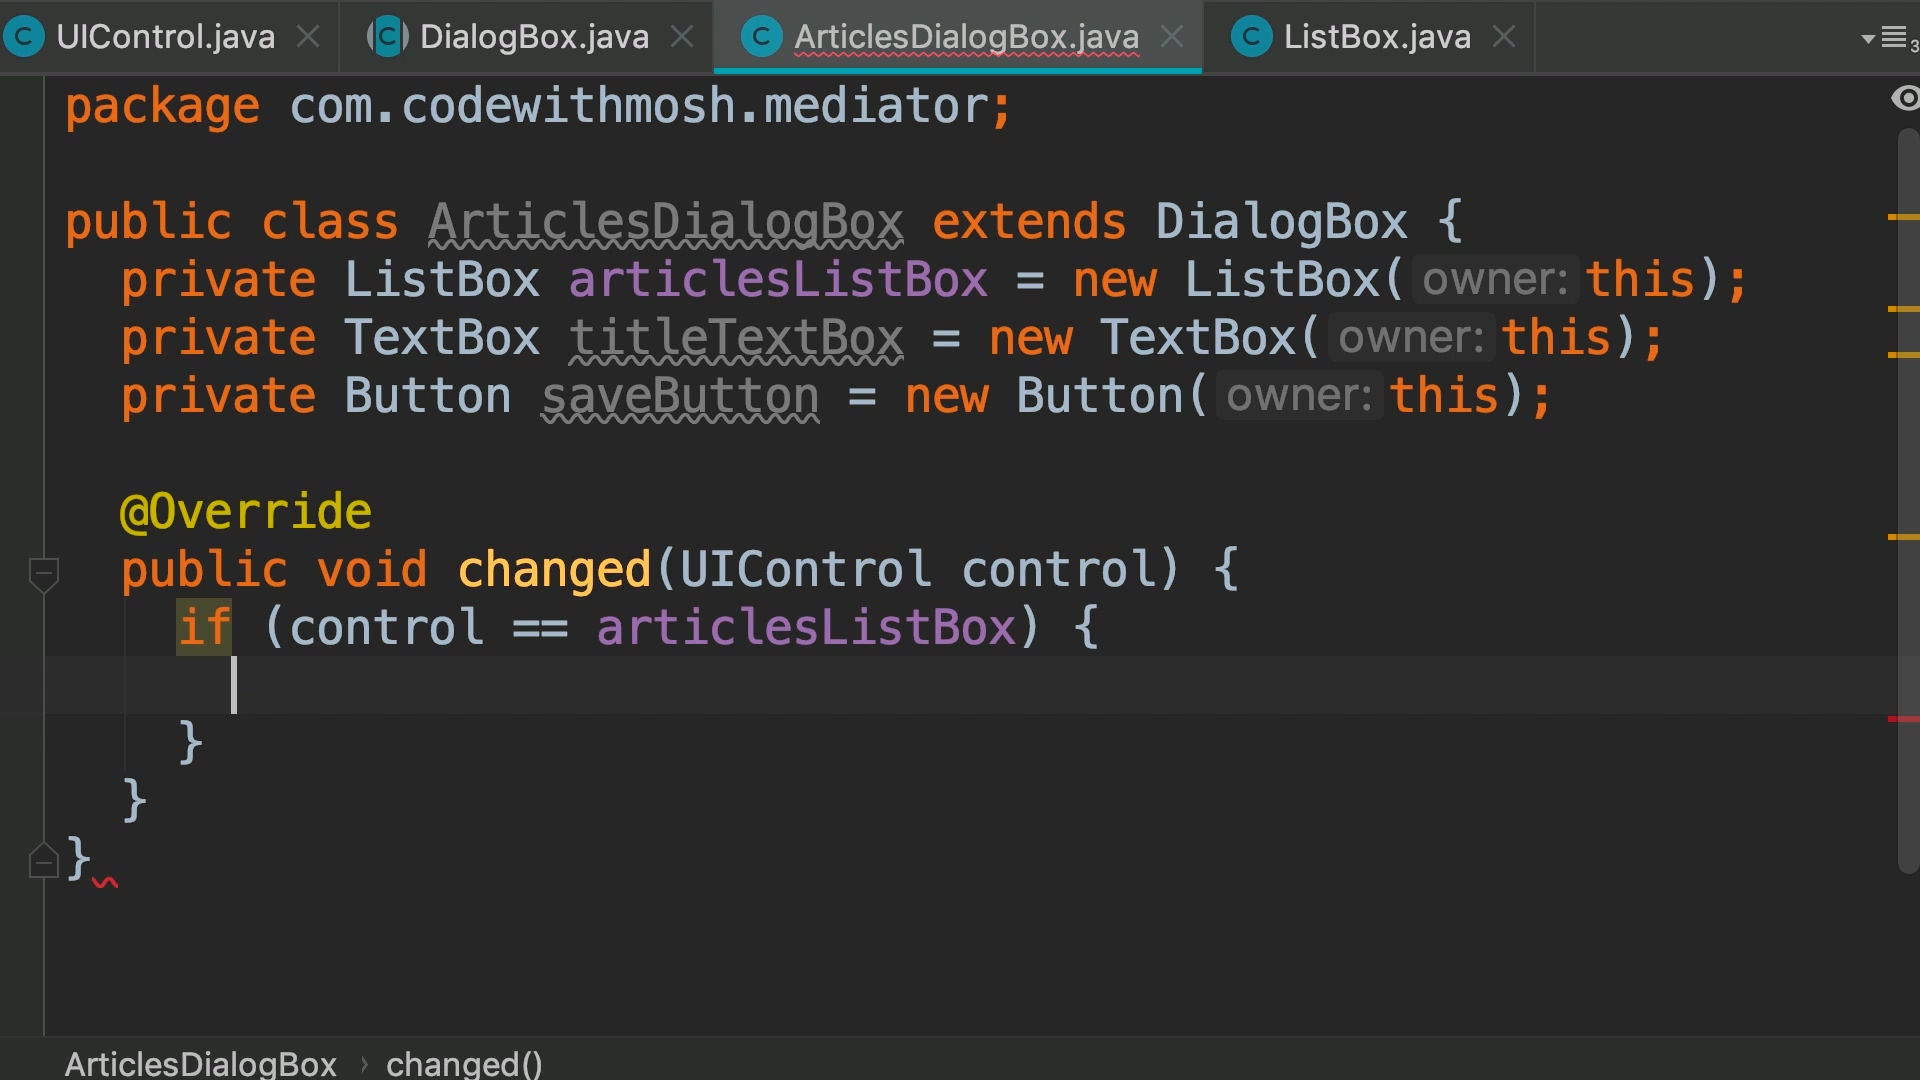 UIControl.java DialogBox.java ArticlesDialogBox.java ListBox.java 3
package com.codewithmosh.mediator;
public class ArticlesDialogBox extends DialogBox {
private ListBox articlesListBox = new ListBox( owner: this);
private TextBox titleTextBox = new TextBox( owner: this);
private Button saveButton = new Button( owner: this);
@Override
public void changed(UIControl control) {
if (control == articlesListBox) {
}
}
}
ArticlesDialogBox › changed()